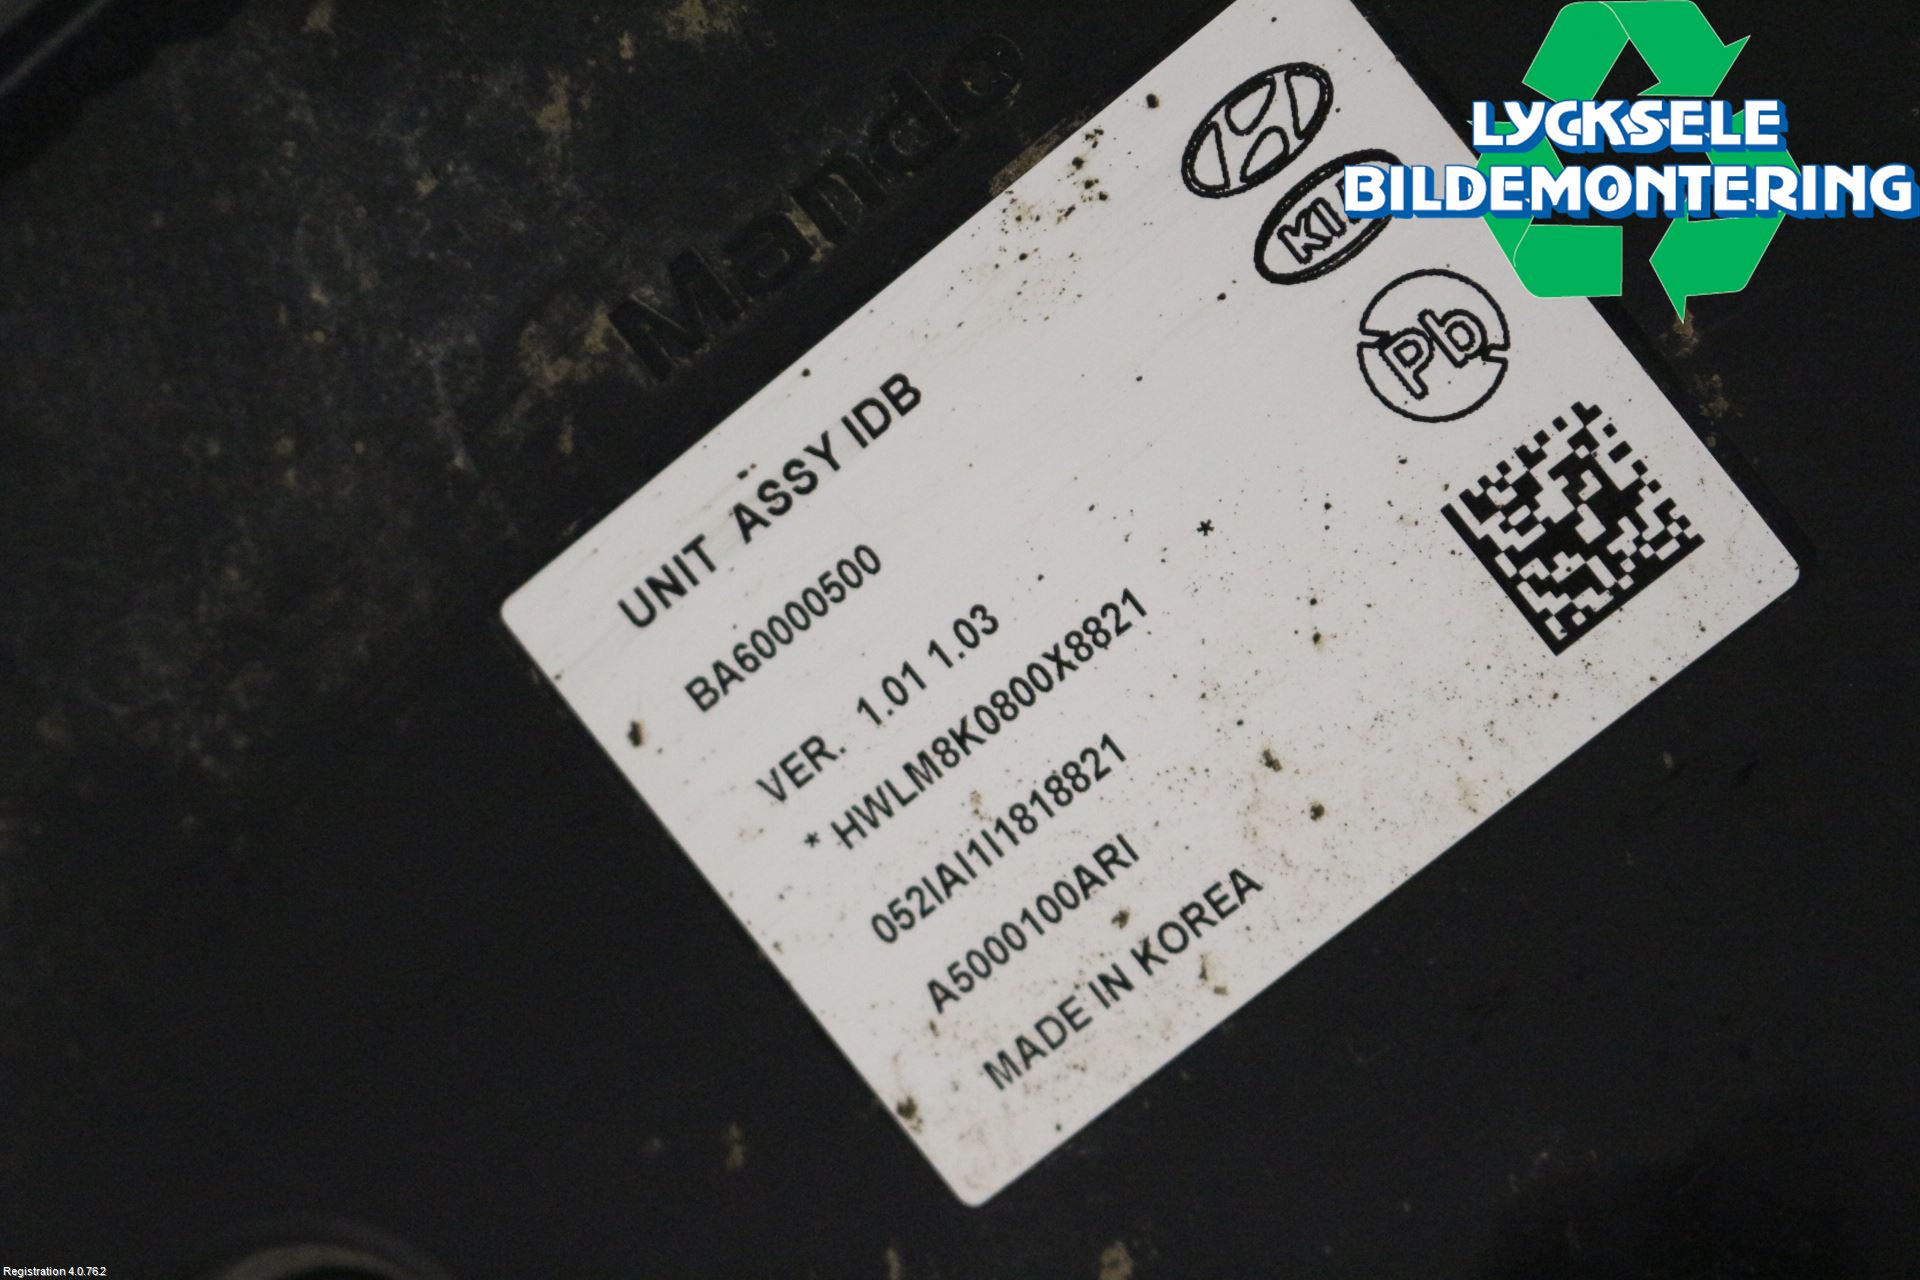 LYCKSELE
BILDEMONTERING
Mando
KI
Pb
UNIT ASSY IDB
BA60000500
VER. 1.01 1.03
* HWLM8K0800X8821 *
052IAI1I1818821
A5000100ARI
MADE IN KOREA
Registration 4.0.76.2